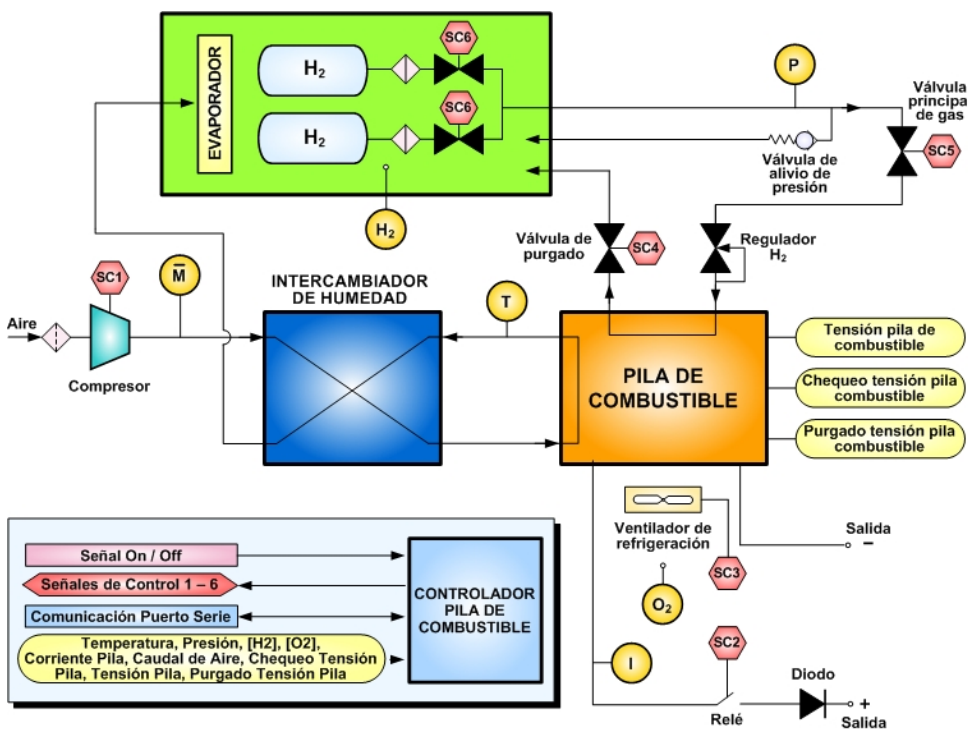 SC6
H2
EVAPORADOR
SC6
H2
P
Válvula
principa
de gas
SC5
Válvula de
alivio de
presión
H2
Válvula de
purgado
SC4
Regulador
H2
SC1
M
INTERCAMBIADOR
DE HUMEDAD
T
Aire
Compresor
PILA DE
COMBUSTIBLE
Tensión pila de
combustible
Chequeo tensión pila
combustible
Purgado tensión pila
combustible
Ventilador de
refrigeración
SC3
Salida
–
O2
Señal On / Off
Señales de Control 1 – 6
Comunicación Puerto Serie
Temperatura, Presión, [H2], [O2],
Corriente Pila, Caudal de Aire, Chequeo Tensión
Pila, Tensión Pila, Purgado Tensión Pila
CONTROLADOR
PILA DE
COMBUSTIBLE
I
SC2
Relé
Diodo
+
Salida